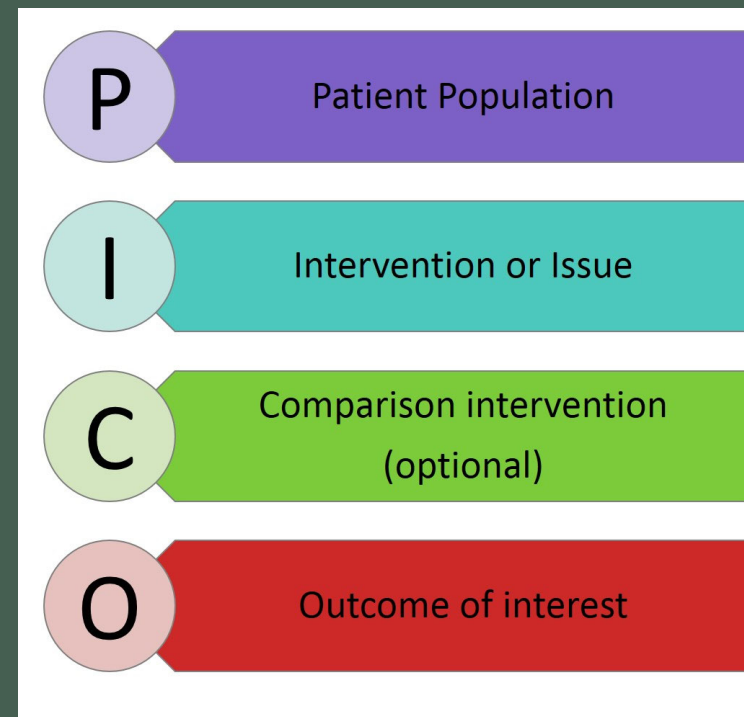 P
Patient Population
I
Intervention or Issue
C
Comparison intervention
(optional)
O
Outcome of interest